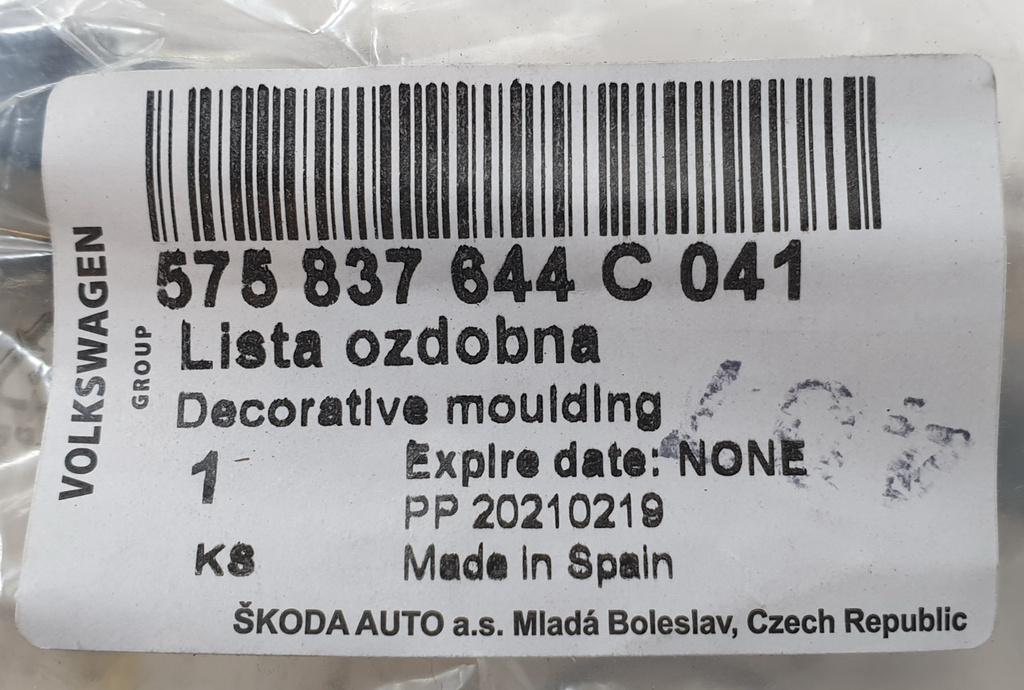 VOLKSWAGEN
GROUP
575 837 644 C 041
Lista ozdobna
Decorative moulding
1
Expire date: NONE
PP 20210219
KS
Made in Spain
ŠKODA AUTO a.s. Mladá Boleslav, Czech Republic